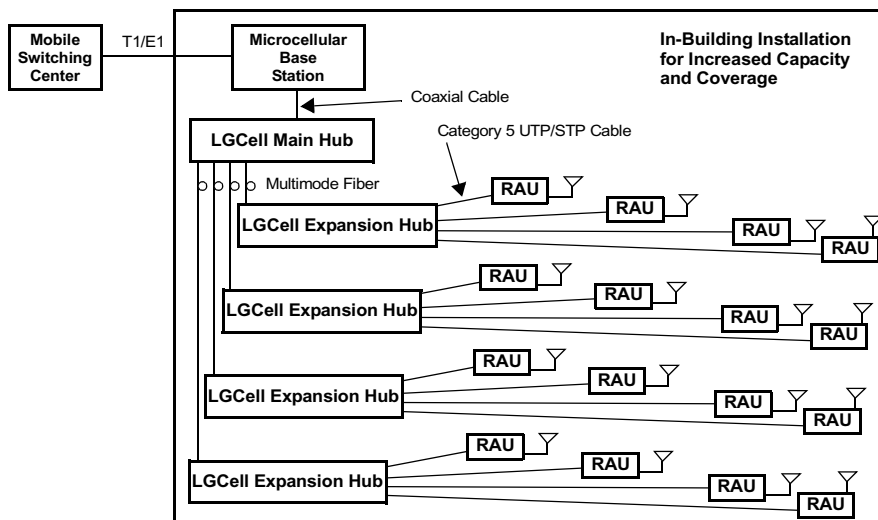 Mobile
Switching
Center
T1/E1
Microcellular
Base
Station
In-Building Installation
for Increased Capacity
and Coverage
Coaxial Cable
LGCell Main Hub
Category 5 UTP/STP Cable
Multimode Fiber
RAU
RAU
RAU
RAU
LGCell Expansion Hub
RAU
RAU
RAU
RAU
LGCell Expansion Hub
RAU
RAU
RAU
RAU
LGCell Expansion Hub
RAU
RAU
RAU
RAU
LGCell Expansion Hub